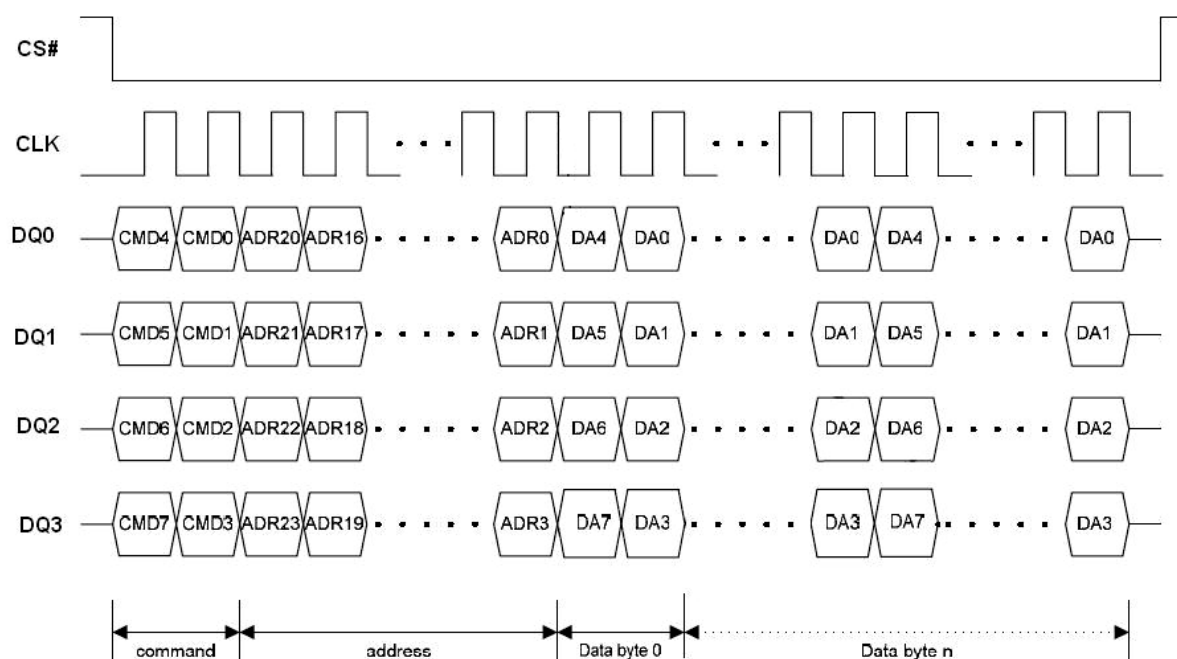 CS#
CLK
DQ0 CMD4 CMD0 ADR20 ADR16 ADR0 DA4 DA0 DA0 DA4 DA0
DQ1 CMD5 CMD1 ADR21 ADR17 ADR1 DA5 DA1 DA1 DA5 DA1
DQ2 CMD6 CMD2 ADR22 ADR18 ADR2 DA6 DA2 DA2 DA6 DA2
DQ3 CMD7 CMD3 ADR23 ADR19 ADR3 DA7 DA3 DA3 DA7 DA3
command address Data byte 0 Data byte n